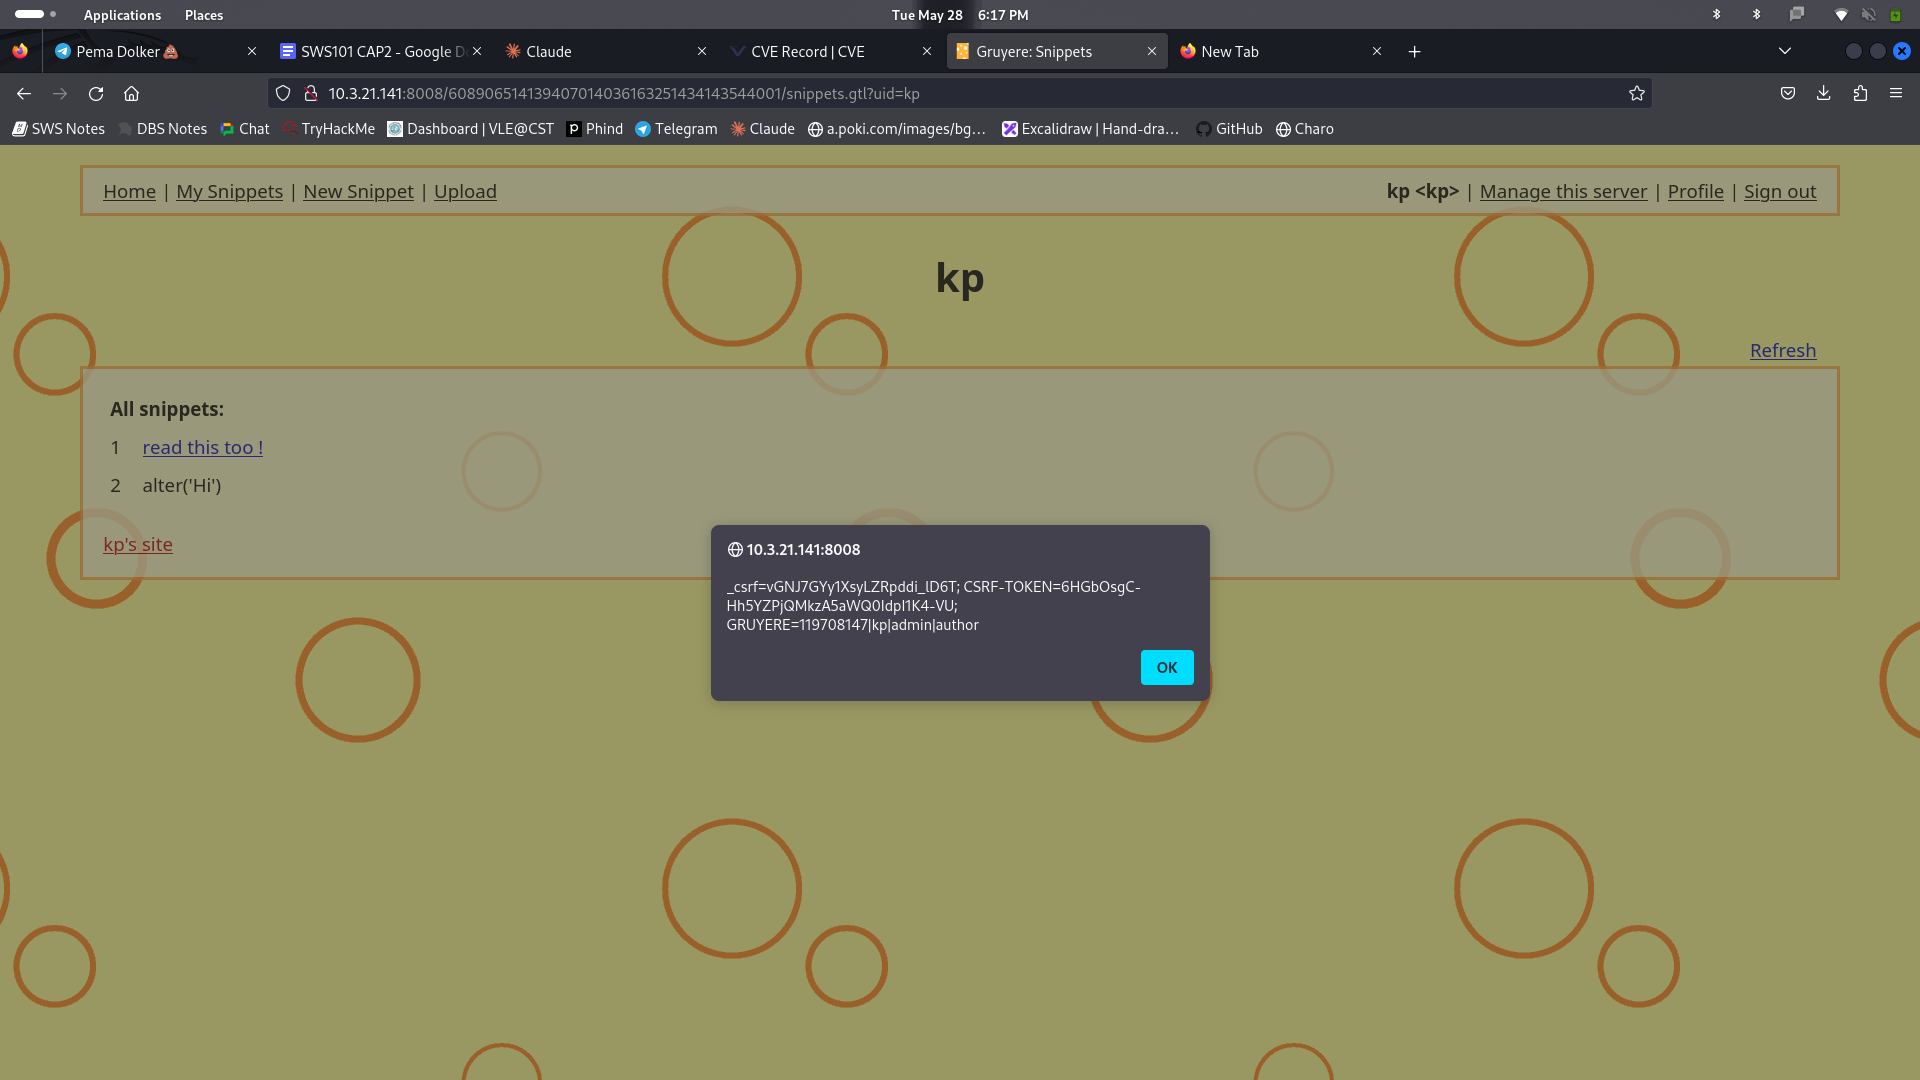 Applications Places Tue May 28 6:17 PM
Pema Dolker💩 SWS101 CAP2 - Google D Claude CVE Record | CVE Gruyere: Snippets New Tab
10.3.21.141:8008/608906514139407014036163251434143544001/snippets.gtl?uid=kp
SWS Notes DBS Notes Chat TryHackMe Dashboard | VLE@CST Phind Telegram Claude a.poki.com/images/bg... Excalidraw | Hand-dra... GitHub Charo
Home | My Snippets | New Snippet | Upload kp <kp> | Manage this server | Profile | Sign out
kp
Refresh
All snippets:
1 read this too !
2 alter('Hi')
kp's site
10.3.21.141:8008
_csrf=vGNJ7GYy1XsyLZRpddi_lD6T; CSRF-TOKEN=6HGbOsgC-
Hh5YZPjQMkzA5aWQ0Idpl1K4-VU;
GRUYERE=119708147|kp|admin|author
OK